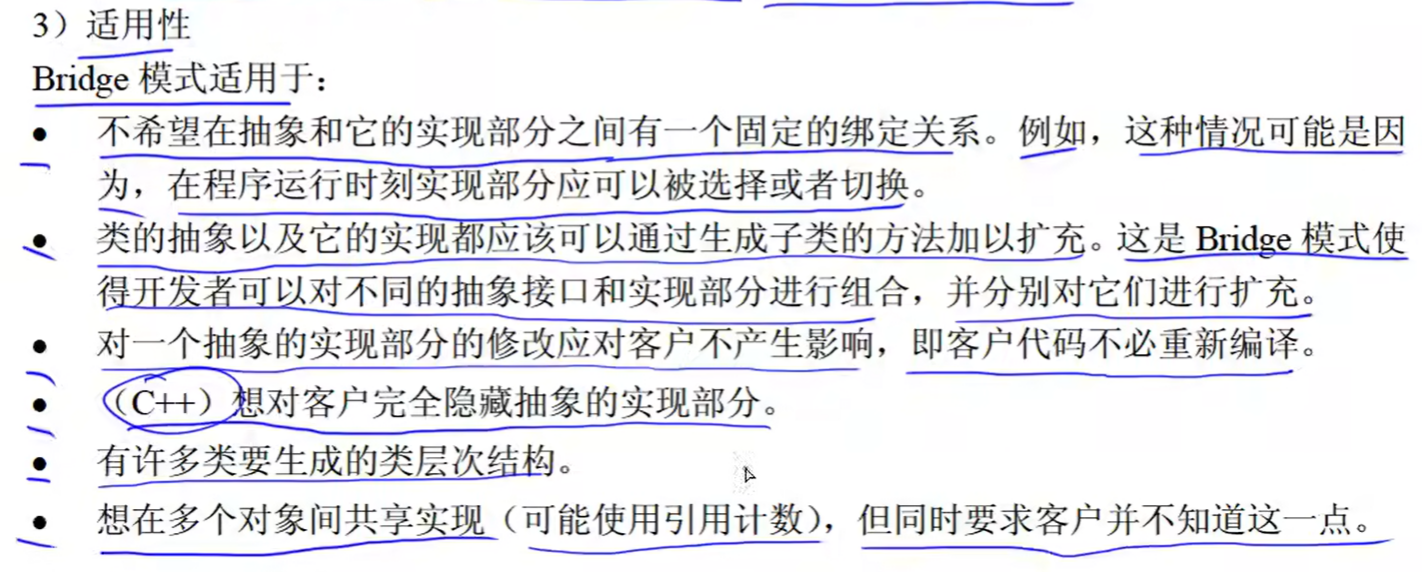 3）适用性
Bridge 模式适用于：
● 不希望在抽象和它的实现部分之间有一个固定的绑定关系。例如，这种情况可能是因
为，在程序运行时刻实现部分应可以被选择或者切换。
● 类的抽象以及它的实现都应该可以通过生成子类的方法加以扩充。这是 Bridge 模式使
得开发者可以对不同的抽象接口和实现部分进行组合，并分别对它们进行扩充。
● 对一个抽象的实现部分的修改应对客户不产生影响，即客户代码不必重新编译。
● （C++）想对客户完全隐藏抽象的实现部分。
● 有许多类要生成的类层次结构。
● 想在多个对象间共享实现（可能使用引用计数），但同时要求客户并不知道这一点。